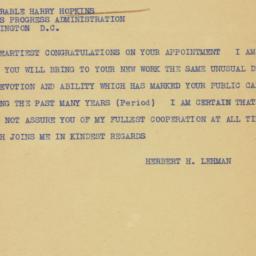 RABLE HARRY HOPKINS
S PROGRESS ADMINISTRATION
INGTON D.C.
EARTIEST CONGRATULATIONS ON YOUR APPOINTMENT I AM
YOU WILL BRING TO YOUR NEW WORK THE SAME UNUSUAL D
EVOTION AND ABILITY WHICH HAS MARKED YOUR PUBLIC CA
NG THE PAST MANY YEARS (Period) I AM CERTAIN THAT
NOT ASSURE YOU OF MY FULLEST COOPERATION AT ALL TI
H JOINS ME IN KINDEST REGARDS
HERBERT H. LEHMAN